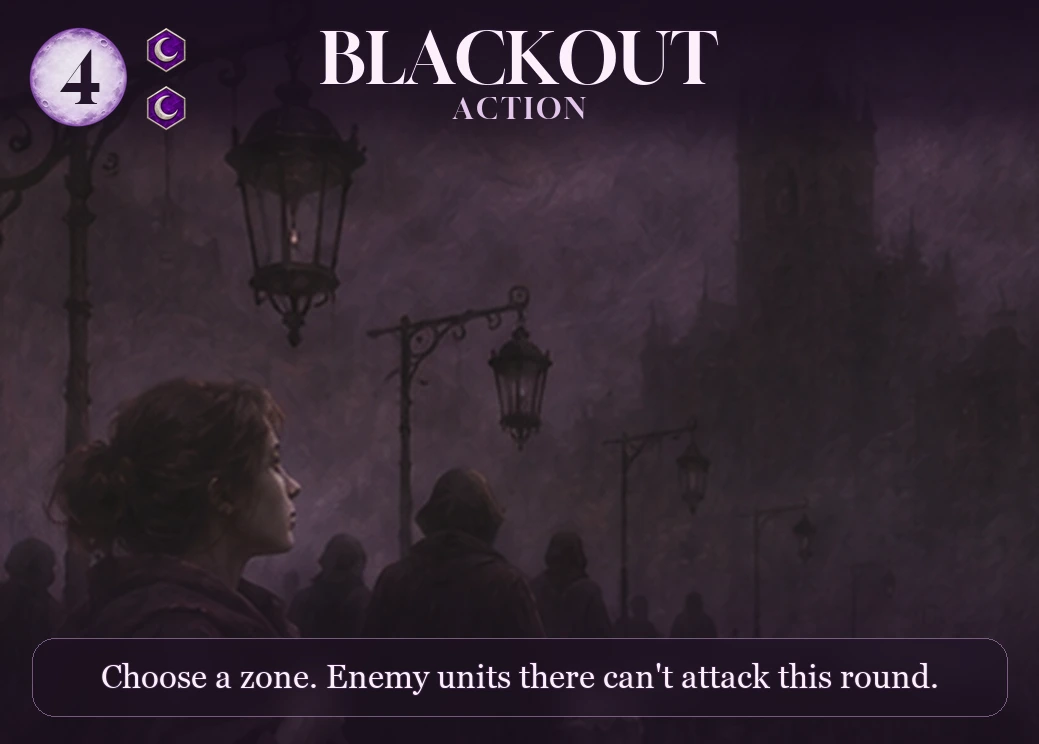 4
BLACKOUT
ACTION
Choose a zone. Enemy units there can't attack this round.